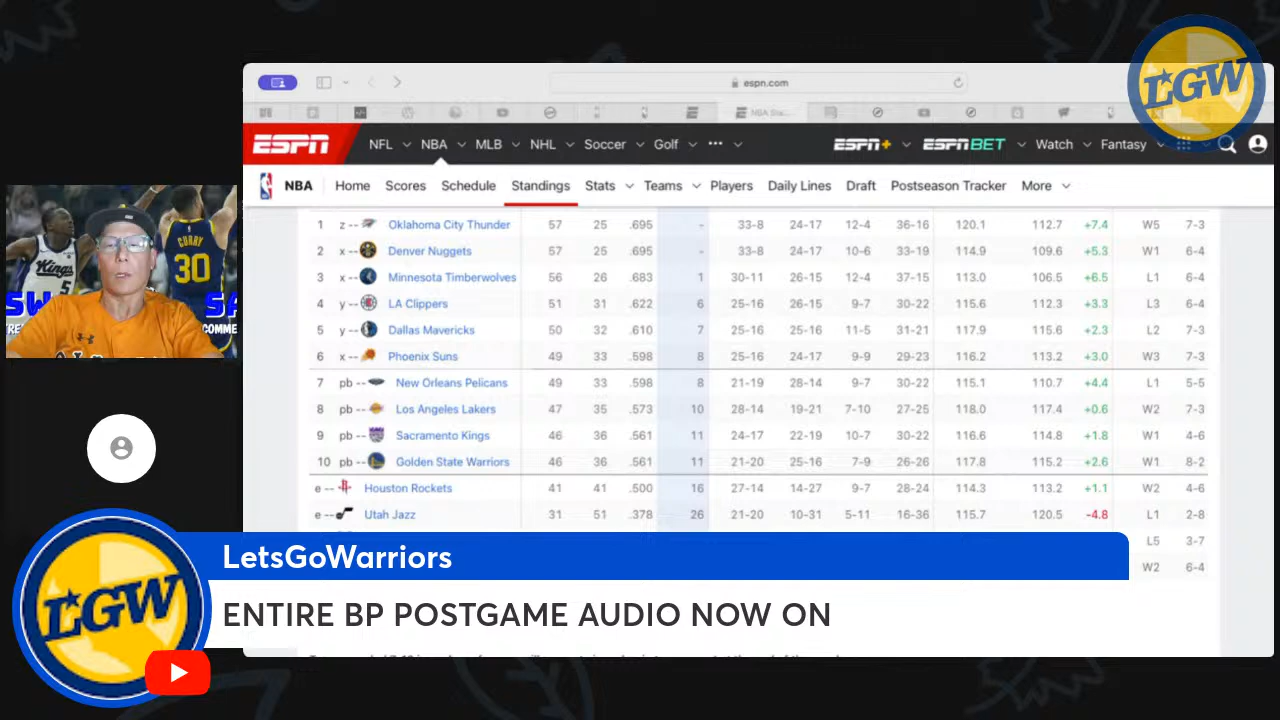 espn.com
NBA Sta...
LGW
ESPN NFL NBA MLB NHL Soccer Golf ... ESPN+ ESPN BET Watch Fantasy
NBA Home Scores Schedule Standings Stats Teams Players Daily Lines Draft Postseason Tracker More
1 z -- Oklahoma City Thunder 57 25 .695 - 33-8 24-17 12-4 36-16 120.1 112.7 +7.4 W5 7-3
2 x -- Denver Nuggets 57 25 .695 - 33-8 24-17 10-6 33-19 114.9 109.6 +5.3 W1 6-4
3 x -- Minnesota Timberwolves 56 26 .683 1 30-11 26-15 12-4 37-15 113.0 106.5 +6.5 L1 6-4
4 y -- LA Clippers 51 31 .622 6 25-16 26-15 9-7 30-22 115.6 112.3 +3.3 L3 6-4
5 y -- Dallas Mavericks 50 32 .610 7 25-16 25-16 11-5 31-21 117.9 115.6 +2.3 L2 7-3
6 x -- Phoenix Suns 49 33 .598 8 25-16 24-17 9-9 29-23 116.2 113.2 +3.0 W3 7-3
7 pb -- New Orleans Pelicans 49 33 .598 8 21-19 28-14 9-7 30-22 115.1 110.7 +4.4 L1 5-5
8 pb -- Los Angeles Lakers 47 35 .573 10 28-14 19-21 7-10 27-25 118.0 117.4 +0.6 W2 7-3
9 pb -- Sacramento Kings 46 36 .561 11 24-17 22-19 10-7 30-22 116.6 114.8 +1.8 W1 4-6
10 pb -- Golden State Warriors 46 36 .561 11 21-20 25-16 7-9 26-26 117.8 115.2 +2.6 W1 8-2
e -- Houston Rockets 41 41 .500 16 27-14 14-27 9-7 28-24 114.3 113.2 +1.1 W2 4-6
e -- Utah Jazz 31 51 .378 26 21-20 10-31 5-11 16-36 115.7 120.5 -4.8 L1 2-8
L5 3-7
W2 6-4
Kings
5
CURRY
30
SW
SA
COMME
LGW
LetsGoWarriors
ENTIRE BP POSTGAME AUDIO NOW ON